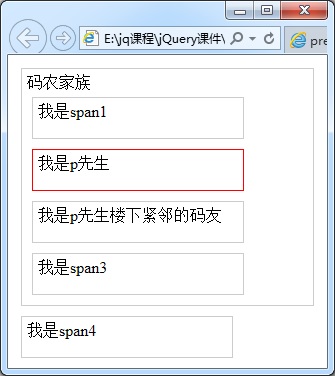 E:\jq课程\jQuery课件\
pre
码农家族
我是span1
我是p先生
我是p先生楼下紧邻的码友
我是span3
我是span4